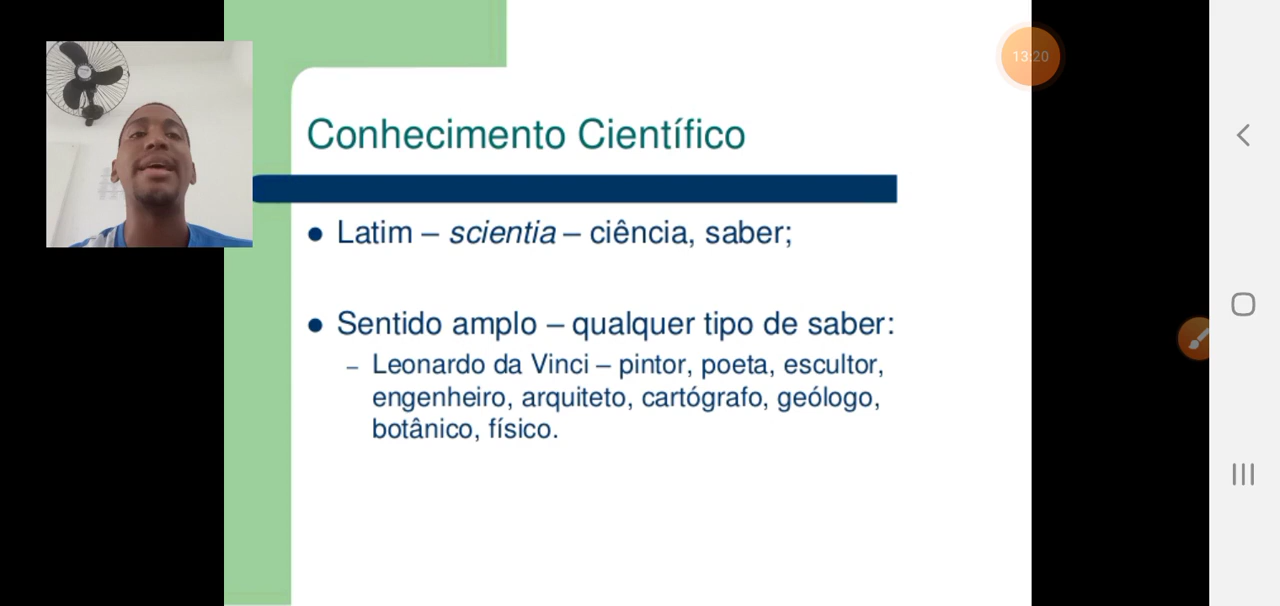 13:20
Conhecimento Científico
● Latim – scientia – ciência, saber;
● Sentido amplo – qualquer tipo de saber:
– Leonardo da Vinci – pintor, poeta, escultor,
engenheiro, arquiteto, cartógrafo, geólogo,
botânico, físico.